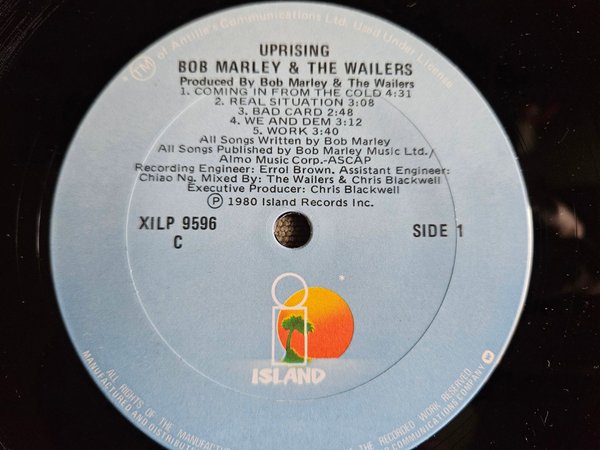 TM of Antilles Communications Ltd. Used Under License
UPRISING
BOB MARLEY & THE WAILERS
Produced By Bob Marley & The Wailers
1. COMING IN FROM THE COLD 4:31
2. REAL SITUATION 3:08
3. BAD CARD 2:48
4. WE AND DEM 3:12
5. WORK 3:40
All Songs Written by Bob Marley
All Songs Published by Bob Marley Music Ltd./
Almo Music Corp.-ASCAP
Recording Engineer: Errol Brown. Assistant Engineer:
Chiao Ng. Mixed By: The Wailers & Chris Blackwell
Executive Producer: Chris Blackwell
Ⓟ 1980 Island Records Inc.
XILP 9596
C
SIDE 1
i
*
ISLAND
ALL RIGHTS OF THE MANUFACTUR
THE RECORDED WORK RESERVED.
MANUFACTURED AND DISTRIBUT
COMMUNICATIONS COMPANY